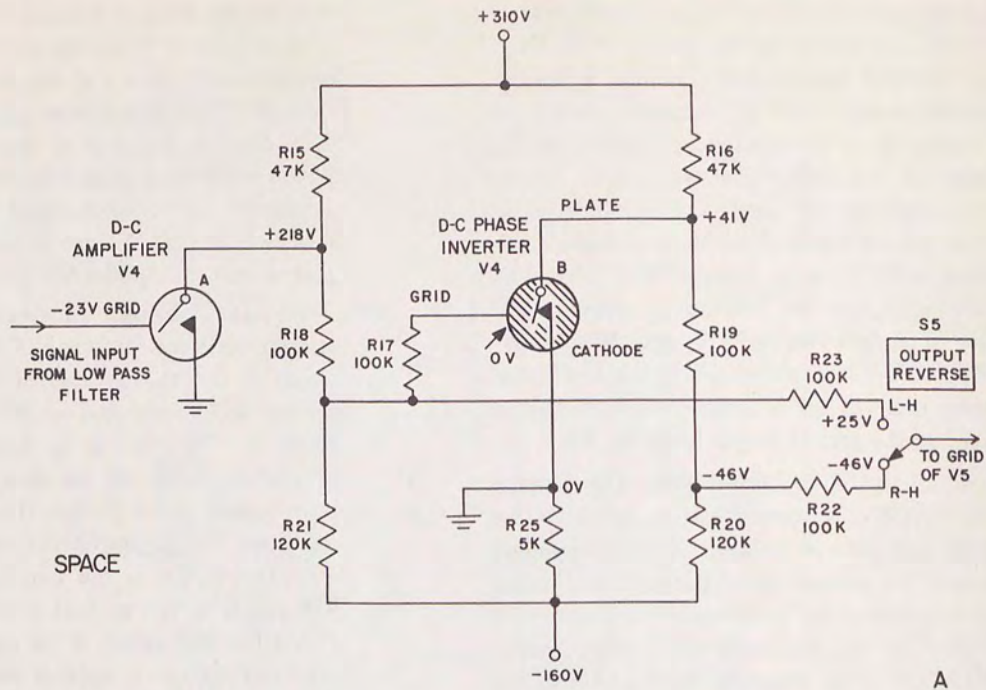 +310V
R15
47K
R16
47K
PLATE
D-C
AMPLIFIER
V4
+218V
D-C PHASE
INVERTER
V4
+41V
A
B
-23V GRID
GRID
SIGNAL INPUT
FROM LOW PASS
FILTER
R18
100K
R17
100K
0V
CATHODE
R19
100K
S5
OUTPUT
REVERSE
R23
100K
L-H
+25V
-46V
TO GRID
OF V5
-46V
R-H
0V
R22
100K
R21
120K
R25
5K
R20
120K
SPACE
-160V
A